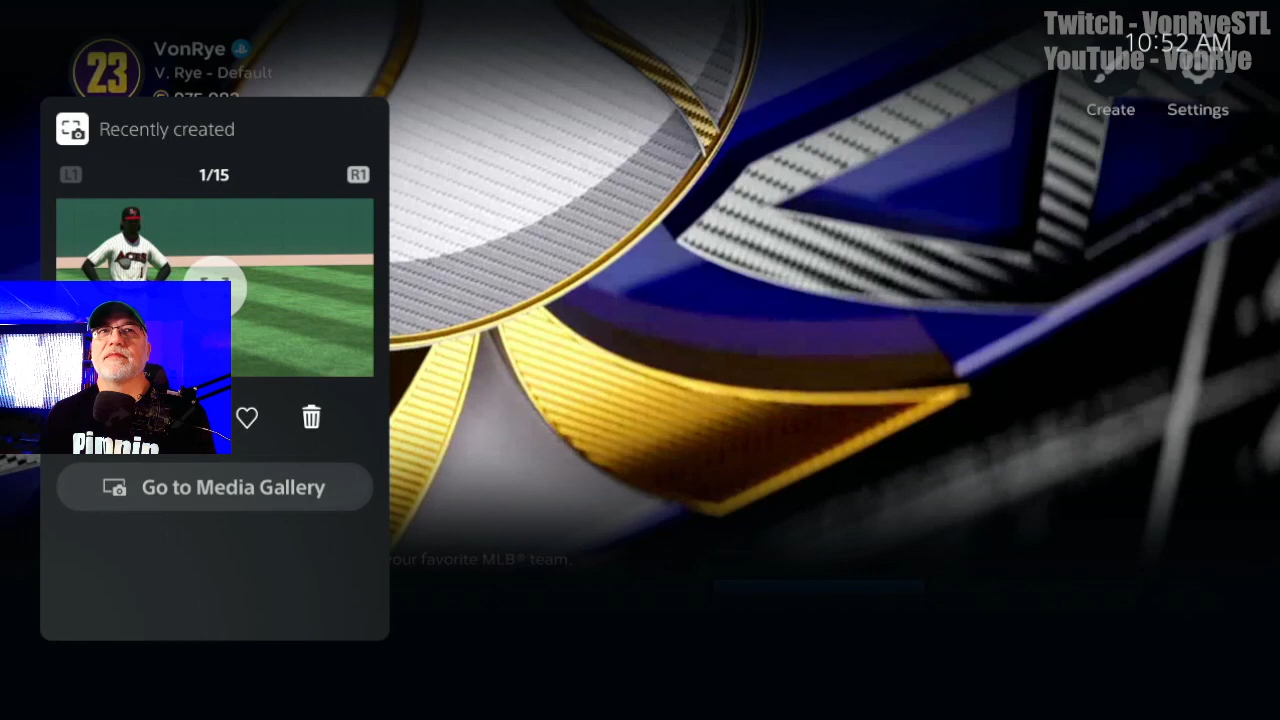 Twitch - VonRyeSTL
YouTube - VonRye
10:52 AM
23
VonRye
V. Rye - Default
Create
Settings
Recently created
L1
1/15
R1
ACES
Pippin
Go to Media Gallery
your favorite MLB® team.